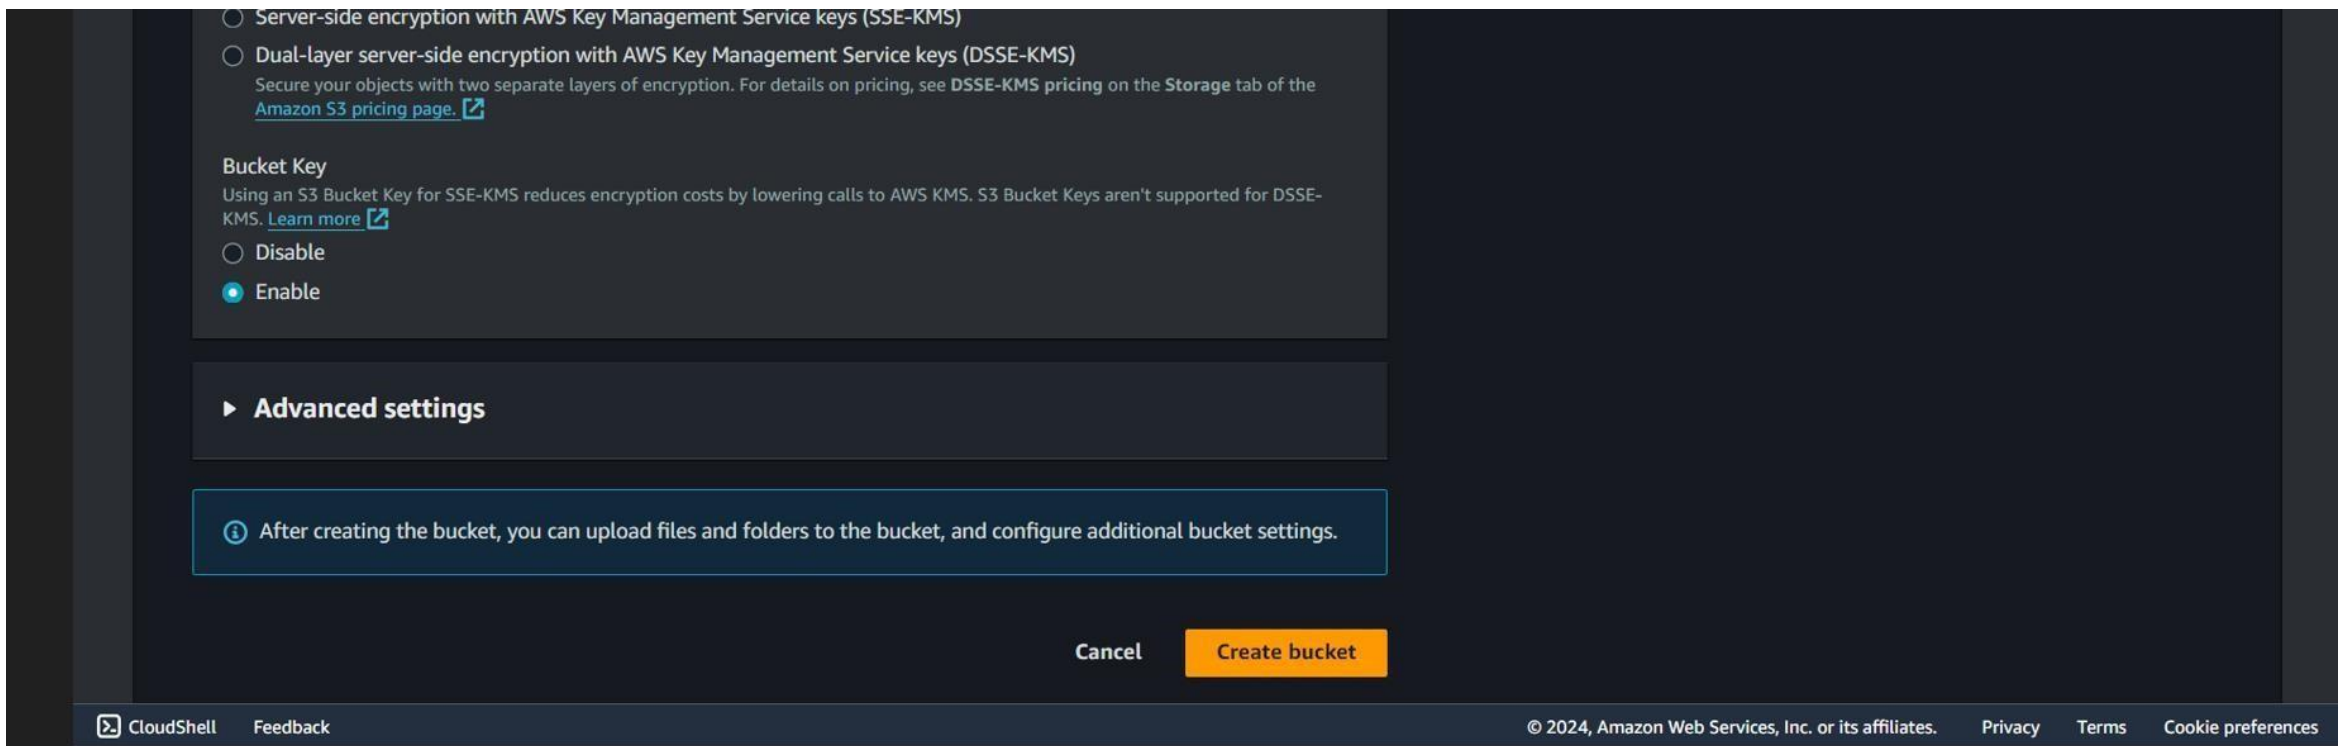 Server-side encryption with AWS Key Management Service keys (SSE-KMS)
Dual-layer server-side encryption with AWS Key Management Service keys (DSSE-KMS)
Secure your objects with two separate layers of encryption. For details on pricing, see DSSE-KMS pricing on the Storage tab of the
Amazon S3 pricing page.
Bucket Key
Using an S3 Bucket Key for SSE-KMS reduces encryption costs by lowering calls to AWS KMS. S3 Bucket Keys aren't supported for DSSE-
KMS. Learn more
Disable
Enable
Advanced settings
After creating the bucket, you can upload files and folders to the bucket, and configure additional bucket settings.
Cancel Create bucket
CloudShell Feedback © 2024, Amazon Web Services, Inc. or its affiliates. Privacy Terms Cookie preferences